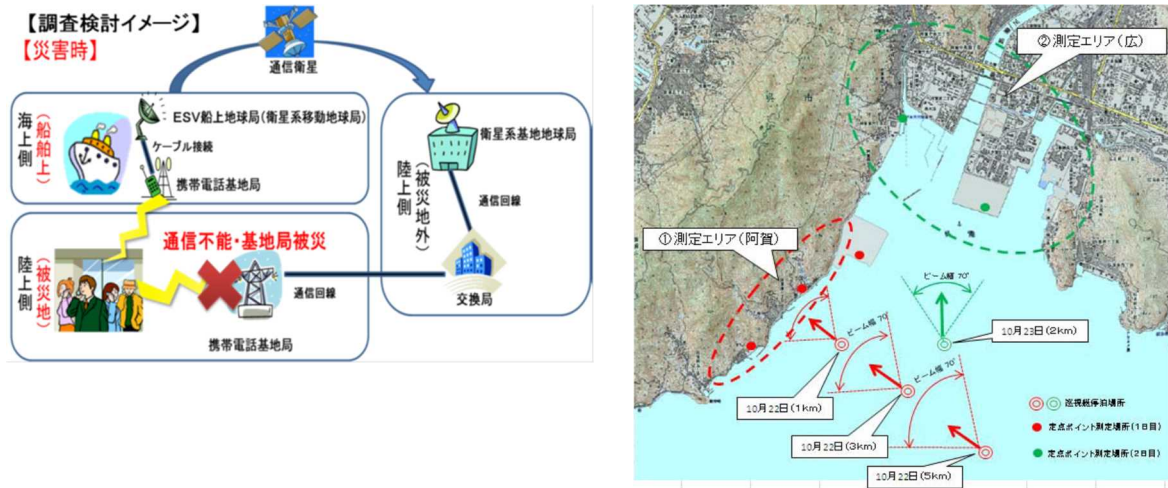 【調査検討イメージ】
【災害時】
通信衛星
海上側
(船舶上)
ESV船上地球局(衛星系移動地球局)
ケーブル接続
携帯電話基地局
陸上側
(被災地)
通信不能・基地局被災
通信回線
携帯電話基地局
陸上側
(被災地外)
衛星系基地地球局
通信回線
交換局
②測定エリア(広)
①測定エリア(阿賀)
ビーム幅 70°
10月23日(2km)
ビーム幅 70°
10月22日(1km)
ビーム幅 70°
10月22日(3km)
10月22日(5km)
巡視艇停泊場所
定点ポイント測定場所(1日目)
定点ポイント測定場所(2日目)